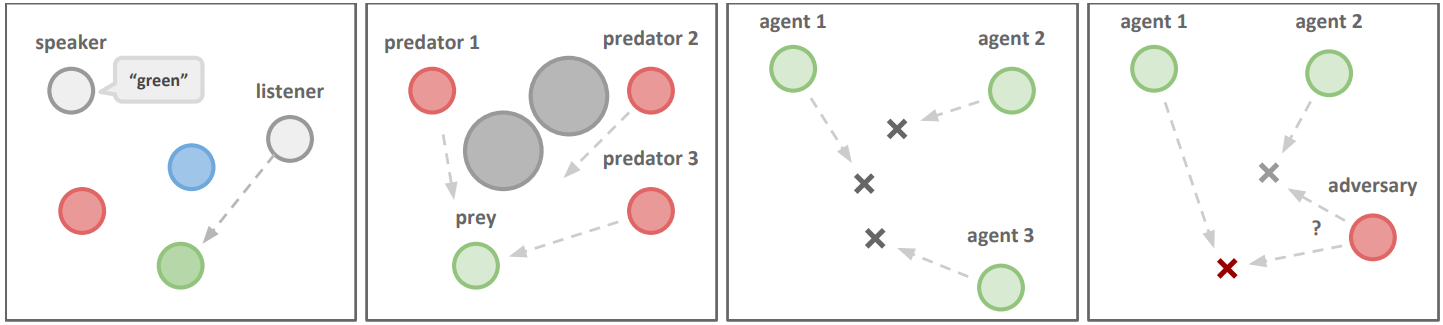 speaker
“green”
listener
predator 1
predator 2
predator 3
prey
agent 1
agent 2
agent 3
agent 1
agent 2
adversary
?